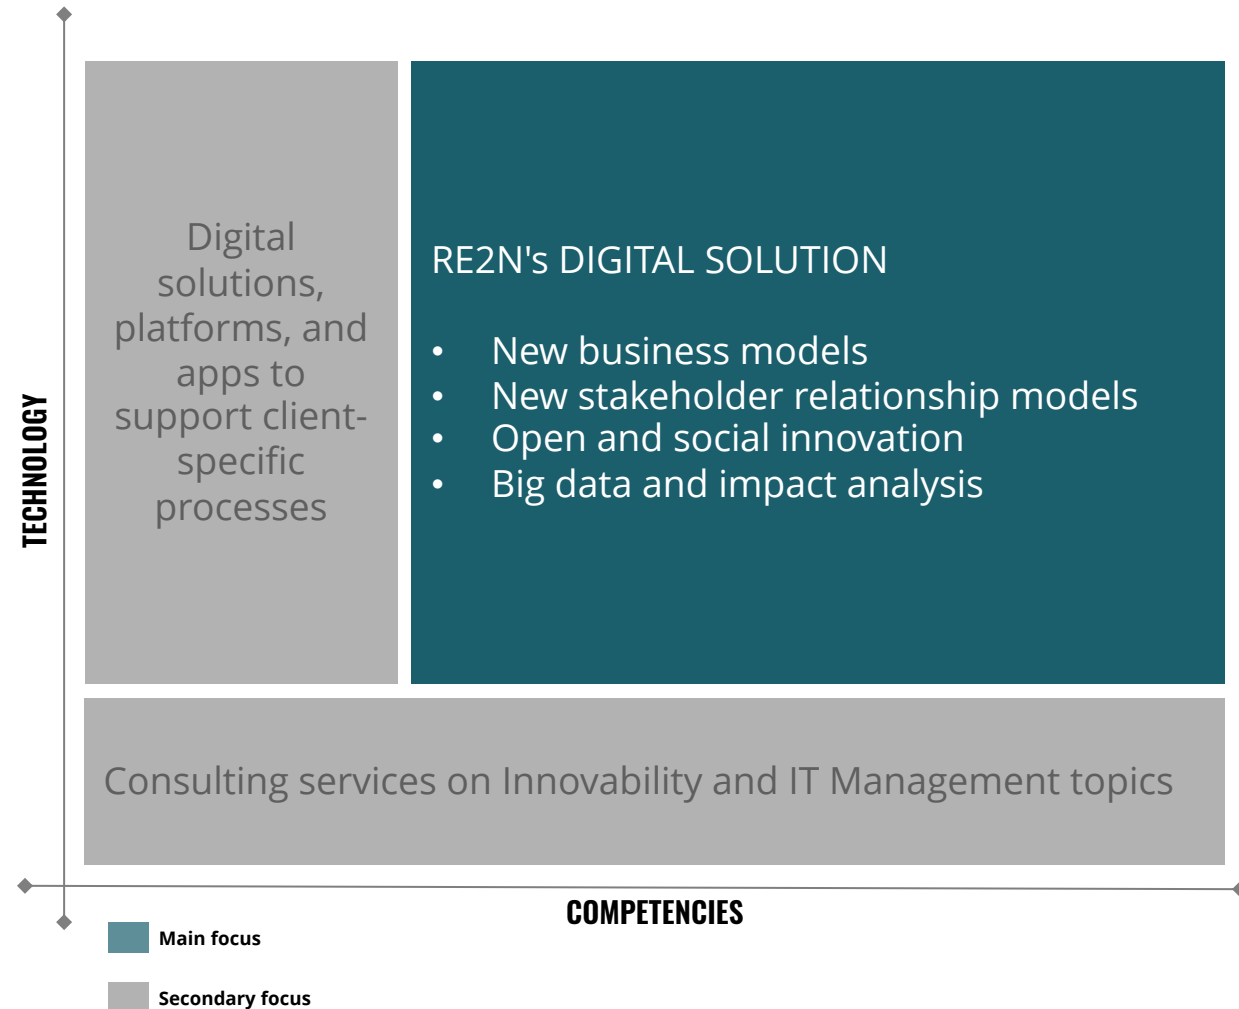 TECHNOLOGY
Digital
solutions,
platforms, and
apps to
support client-
specific
processes
RE2N's DIGITAL SOLUTION
• New business models
• New stakeholder relationship models
• Open and social innovation
• Big data and impact analysis
Consulting services on Innovability and IT Management topics
COMPETENCIES
Main focus
Secondary focus